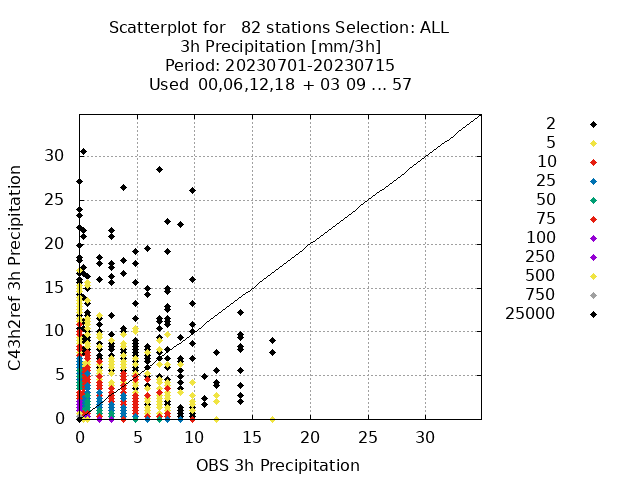 Scatterplot for   82 stations Selection: ALL
3h Precipitation [mm/3h]
Period: 20230701-20230715
Used  00,06,12,18 + 03 09 ... 57
C43h2ref 3h Precipitation
30
25
20
15
10
5
0
0 5 10 15 20 25 30
OBS 3h Precipitation
2
5
10
25
50
75
100
250
500
750
25000